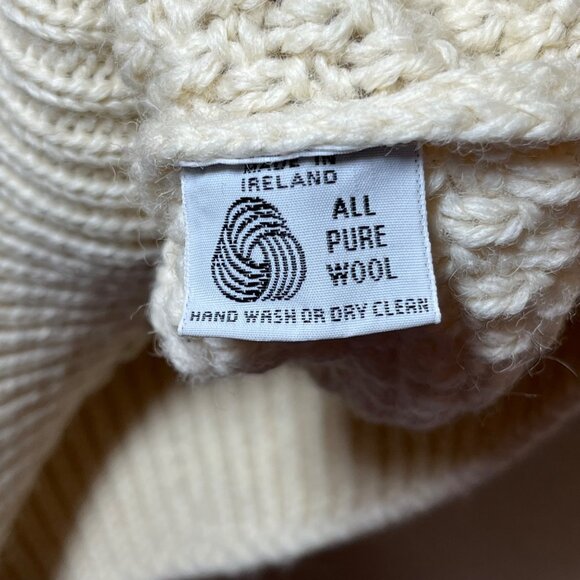 MADE IN
IRELAND
ALL
PURE
WOOL
HAND WASH OR DRY CLEAN